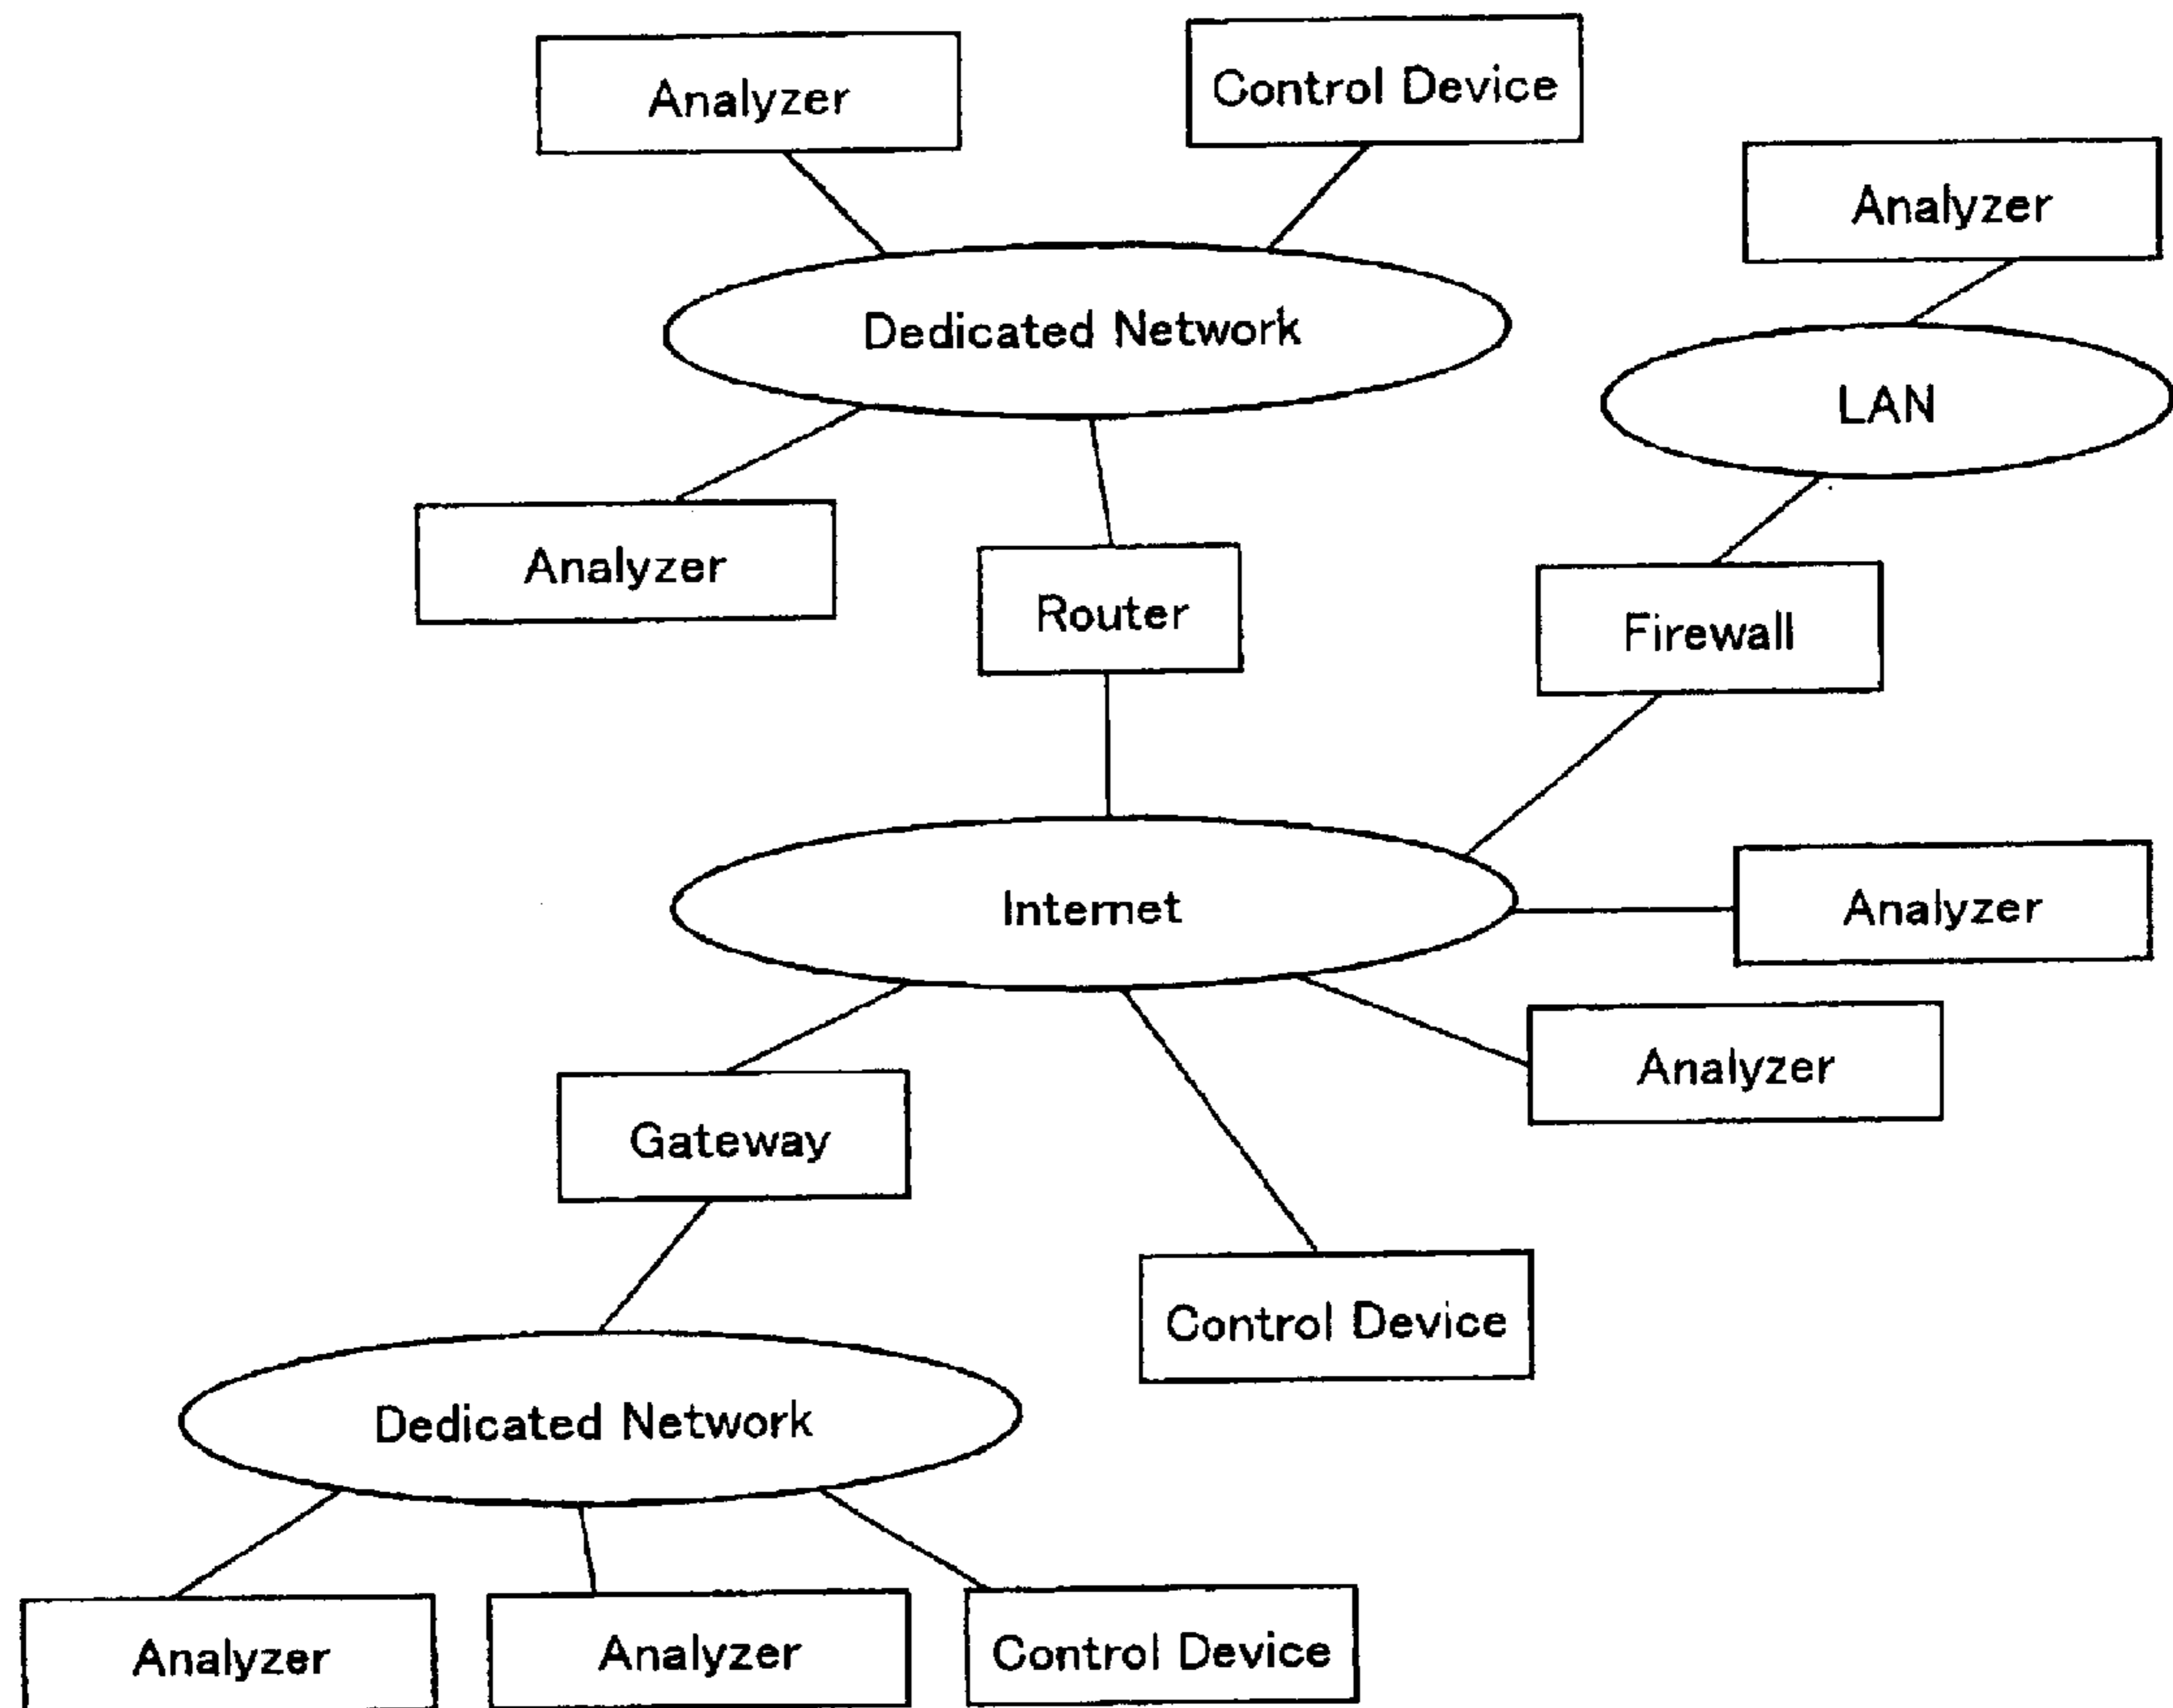 Control Device
Analyzer
Analyzer
Dedicated Network
LAN
Analyzer
Router
Firewall
Internet
Analyzer
Analyzer
Gateway
Control Device
Dedicated Network
Analyzer
Analyzer
Control Device